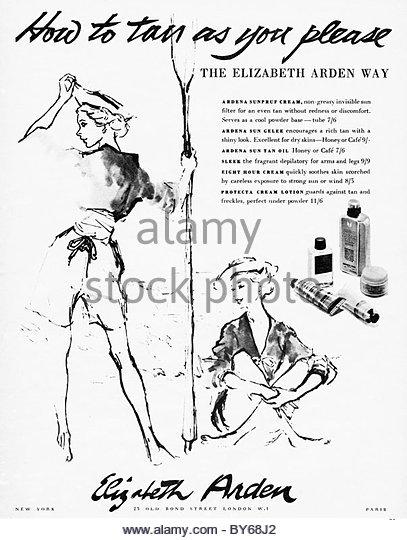 How to tan as you please
THE ELIZABETH ARDEN WAY
ARDENA SUNPRUF CREAM, non-greasy invisible sun
filter for an even tan without redness or discomfort.
Serves as a cool powder base — tube 7/6
ARDENA SUN GELEE encourages a rich tan with a
shiny look. Excellent for dry skins—Honey or Café 9/-
ARDENA SUN TAN OIL Honey or Café 7/6
SLEEK the fragrant depilatory for arms and legs 9/9
EIGHT HOUR CREAM quickly soothes skin scorched
by careless exposure to strong sun or wind 8/5
PROTECTA CREAM LOTION guards against tan and
freckles, perfect under powder 11/6
alamy
stock photo
Elizabeth Arden
NEW YORK 25 OLD BOND STREET LONDON W.1 PARIS
www.alamy.com - BY68J2